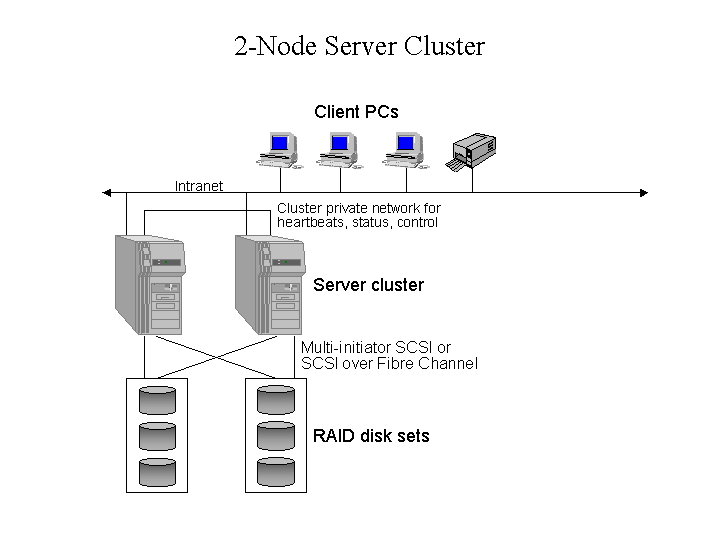 2-Node Server Cluster
Client PCs
Intranet
Cluster private network for
heartbeats, status, control
Server cluster
Multi-initiator SCSI or
SCSI over Fibre Channel
RAID disk sets